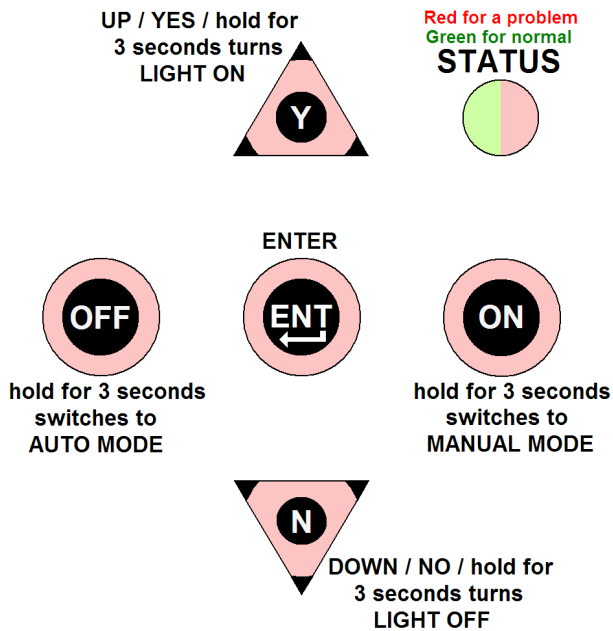 UP / YES / hold for
3 seconds turns
LIGHT ON
Y
Red for a problem
Green for normal
STATUS
OFF
hold for 3 seconds
switches to
AUTO MODE
ENTER
ENT
ON
hold for 3 seconds
switches to
MANUAL MODE
N
DOWN / NO / hold for
3 seconds turns
LIGHT OFF